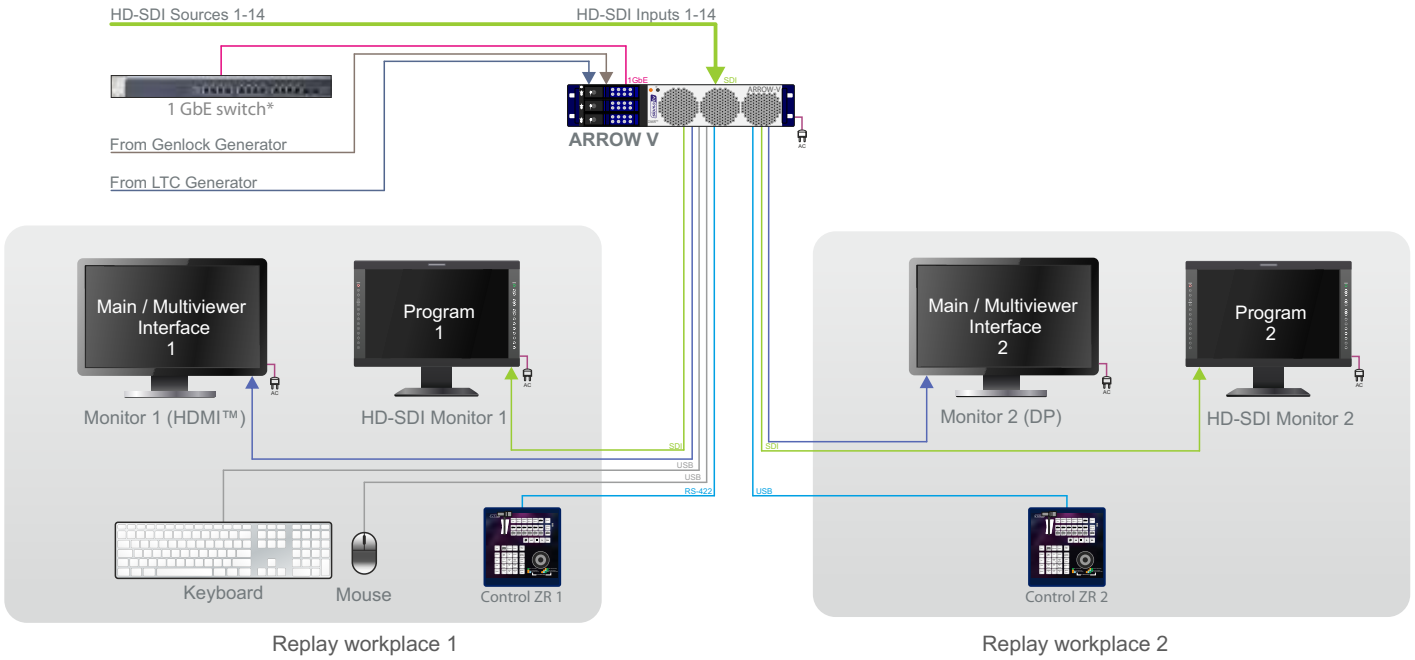 HD-SDI Sources 1-14
HD-SDI Inputs 1-14
1GbE
SDI
ARROW-V
1 GbE switch*
ARROW V
AC
From Genlock Generator
From LTC Generator
Main / Multiviewer
Interface
1
Program
1
Main / Multiviewer
Interface
2
Program
2
AC
AC
AC
AC
Monitor 1 (HDMI™)
HD-SDI Monitor 1
Monitor 2 (DP)
HD-SDI Monitor 2
SDI
SDI
USB
USB
RS-422
USB
Keyboard
Mouse
Control ZR 1
Control ZR 2
Replay workplace 1
Replay workplace 2